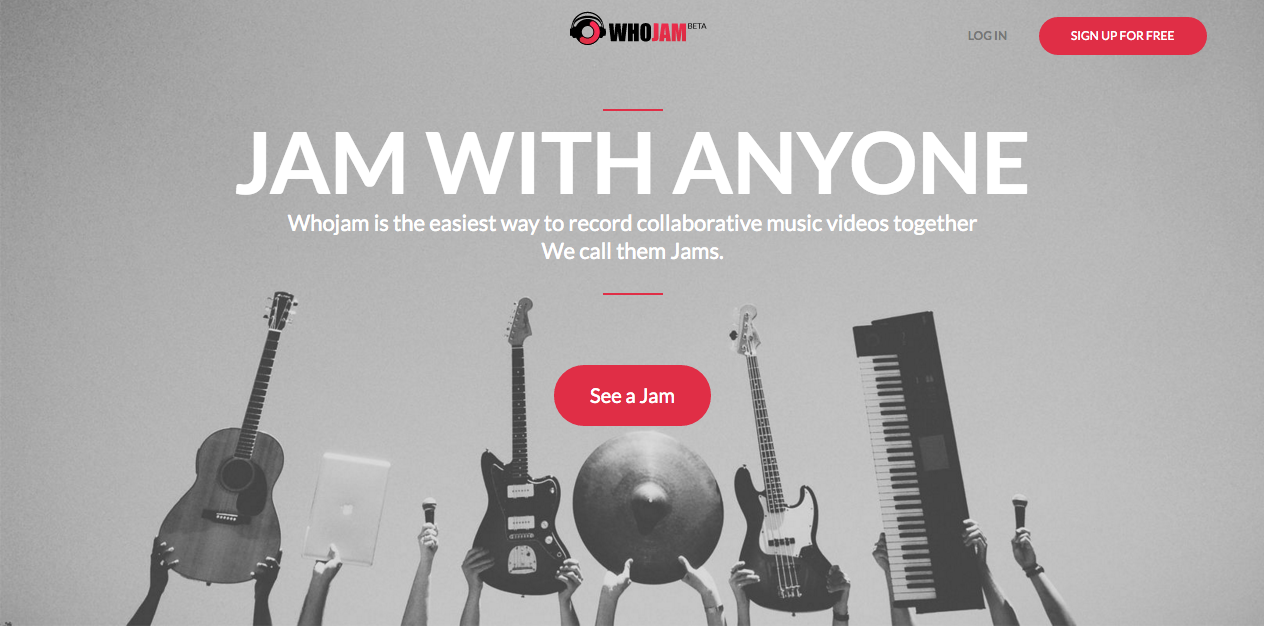 WHOJAM BETA
LOG IN
SIGN UP FOR FREE
JAM WITH ANYONE
Whojam is the easiest way to record collaborative music videos together
We call them Jams.
See a Jam